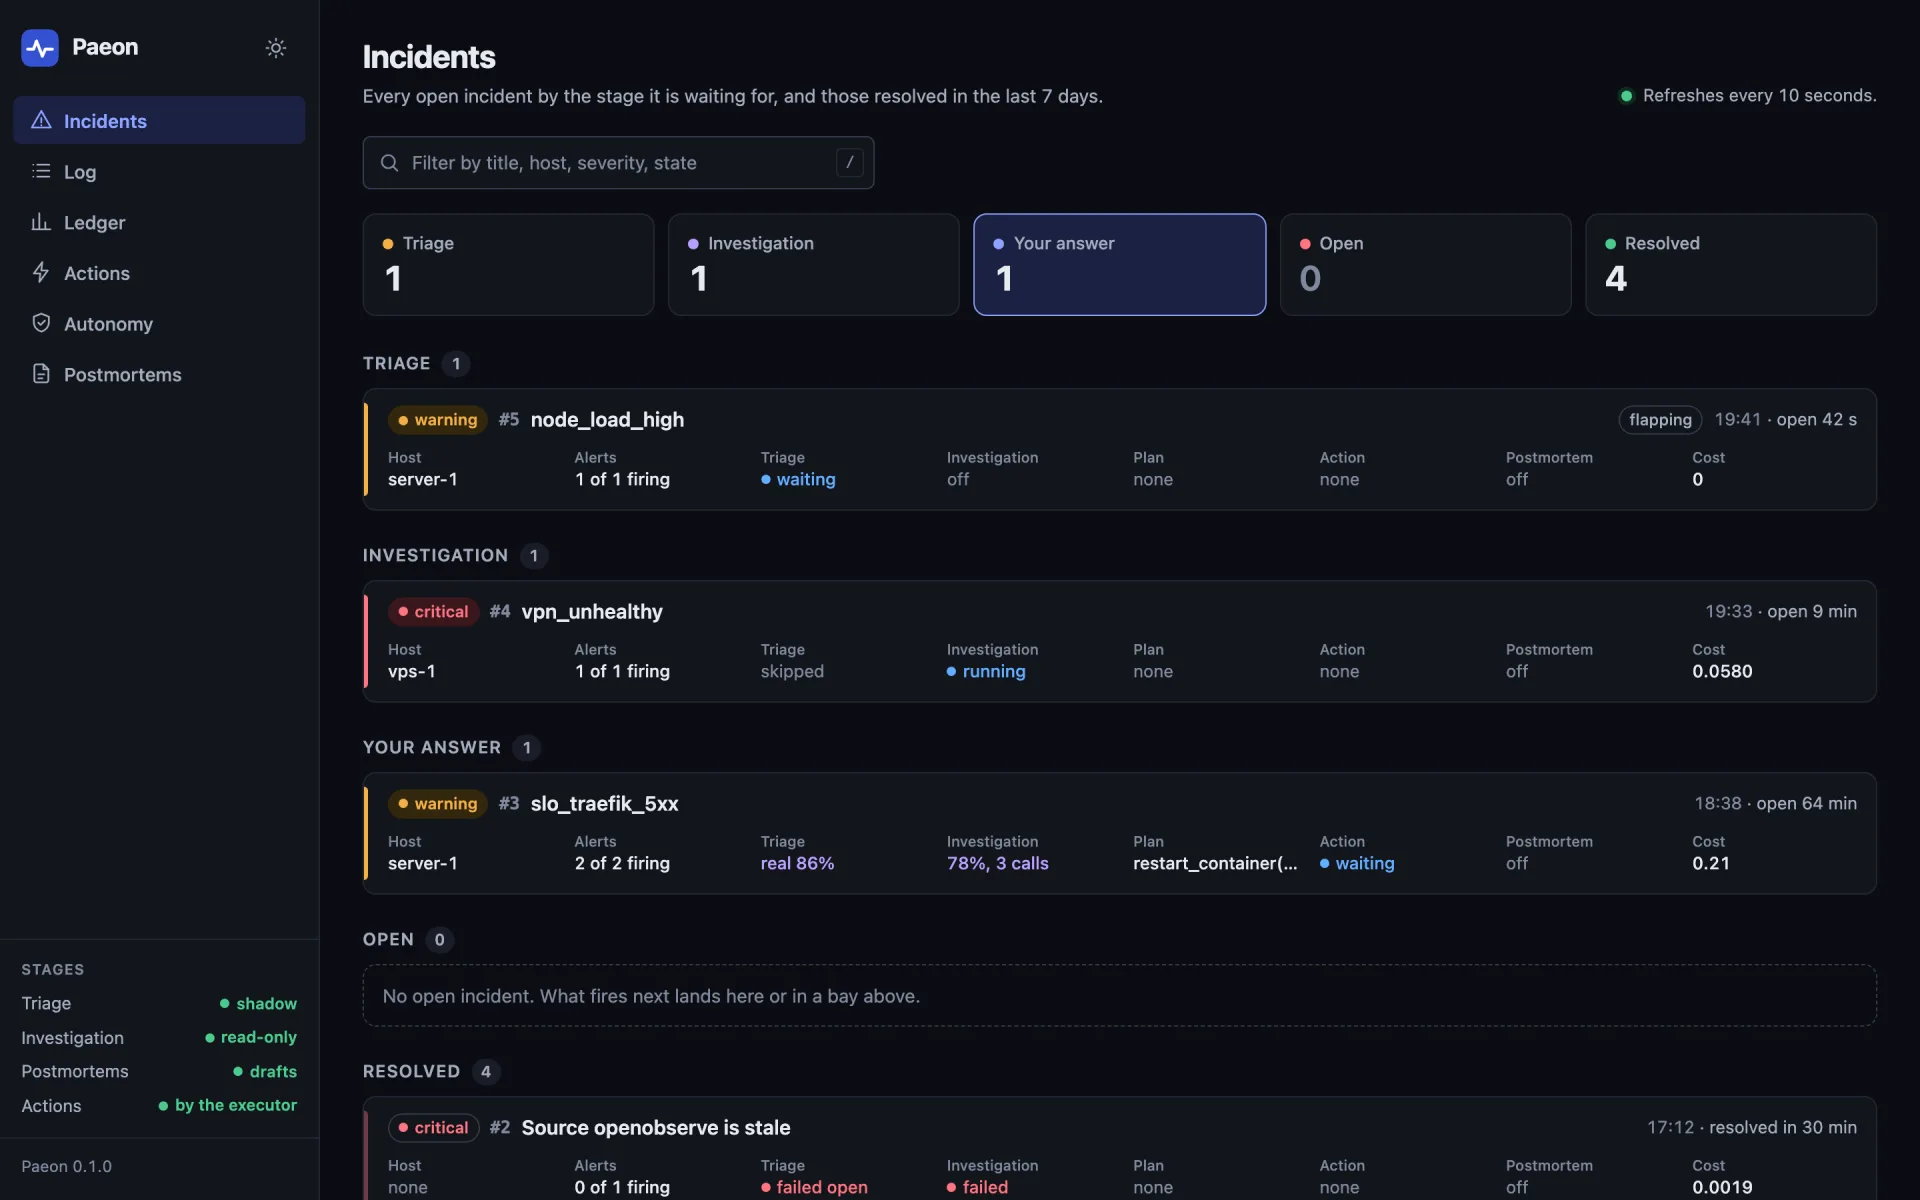 Paeon
Incidents
Log
Ledger
Actions
Autonomy
Postmortems
STAGES
Triage shadow
Investigation read-only
Postmortems drafts
Actions by the executor
Paeon 0.1.0
Incidents
Every open incident by the stage it is waiting for, and those resolved in the last 7 days.
Refreshes every 10 seconds.
Filter by title, host, severity, state /
Triage
1
Investigation
1
Your answer
1
Open
0
Resolved
4
TRIAGE 1
warning #5 node_load_high flapping 19:41 · open 42 s
Host Alerts Triage Investigation Plan Action Postmortem Cost
server-1 1 of 1 firing waiting off none none off 0
INVESTIGATION 1
critical #4 vpn_unhealthy 19:33 · open 9 min
Host Alerts Triage Investigation Plan Action Postmortem Cost
vps-1 1 of 1 firing skipped running none none off 0.0580
YOUR ANSWER 1
warning #3 slo_traefik_5xx 18:38 · open 64 min
Host Alerts Triage Investigation Plan Action Postmortem Cost
server-1 2 of 2 firing real 86% 78%, 3 calls restart_container(... waiting off 0.21
OPEN 0
No open incident. What fires next lands here or in a bay above.
RESOLVED 4
critical #2 Source openobserve is stale 17:12 · resolved in 30 min
Host Alerts Triage Investigation Plan Action Postmortem Cost
none 0 of 1 firing failed open failed none none off 0.0019